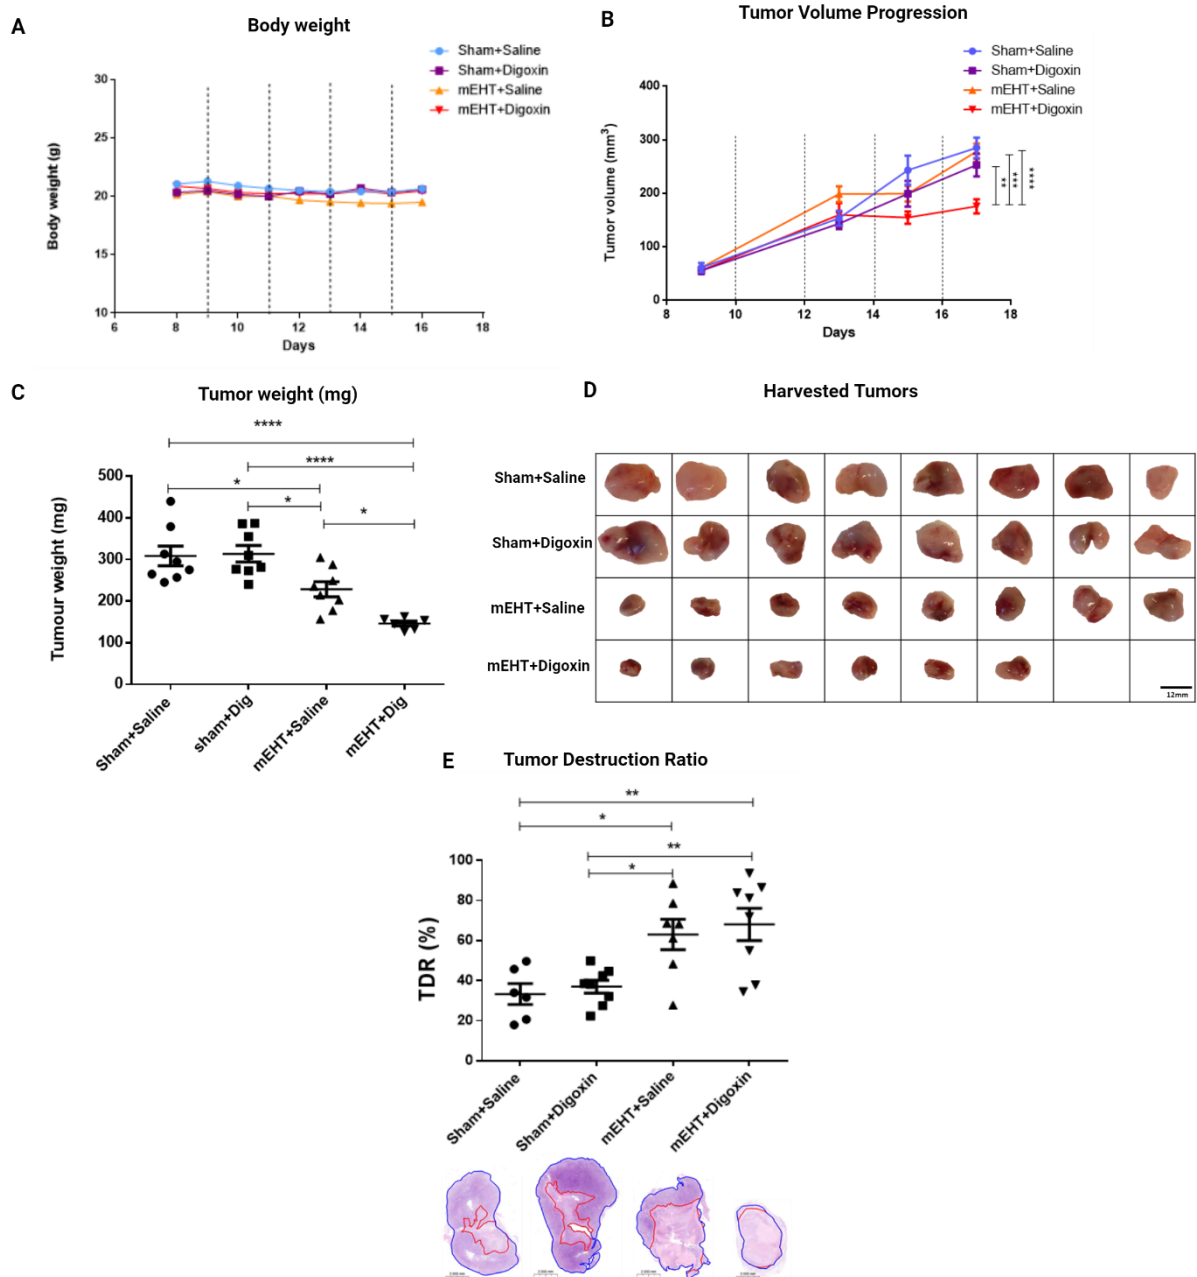 A
Body weight
Sham+Saline
Sham+Digoxin
mEHT+Saline
mEHT+Digoxin
Body weight (g)
30
25
20
15
10
6
8
10
12
14
16
18
Days
B
Tumor Volume Progression
Sham+Saline
Sham+Digoxin
mEHT+Saline
mEHT+Digoxin
Tumor volume (mm3)
400
300
200
100
0
8
10
12
14
16
18
Days
**
***
****
C
Tumor weight (mg)
****
****
*
*
*
Tumour weight (mg)
500
400
300
200
100
0
Sham+Saline
sham+Dig
mEHT+Saline
mEHT+Dig
D
Harvested Tumors
Sham+Saline
Sham+Digoxin
mEHT+Saline
mEHT+Digoxin
12mm
E
Tumor Destruction Ratio
**
*
**
*
TDR (%)
100
80
60
40
20
0
Sham+Saline
Sham+Digoxin
mEHT+Saline
mEHT+Digoxin